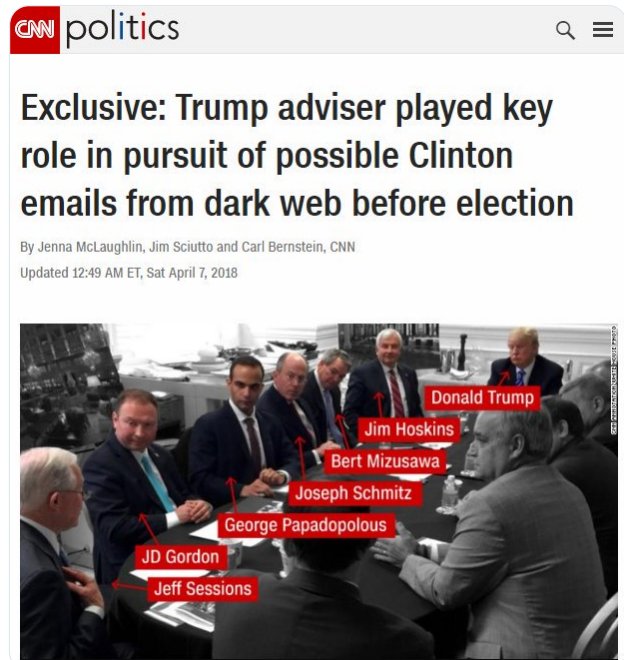 CNN politics
Exclusive: Trump adviser played key
role in pursuit of possible Clinton
emails from dark web before election
By Jenna McLaughlin, Jim Sciutto and Carl Bernstein, CNN
Updated 12:49 AM ET, Sat April 7, 2018
Donald Trump
Jim Hoskins
Bert Mizusawa
Joseph Schmitz
George Papadopolous
JD Gordon
Jeff Sessions